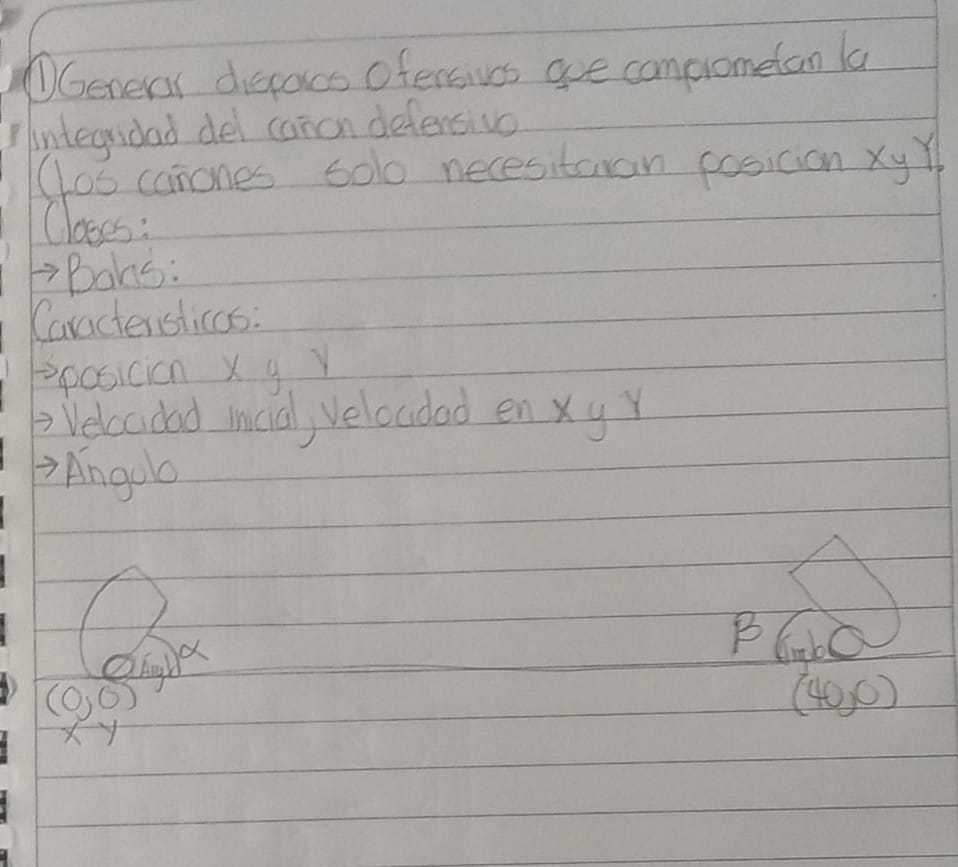 ① Generar disparos Ofensivos que comprometan la
integridad del cañon defensivo
(Los cañones solo necesitaran posicion x y Y)
Clases:
→ Balas:
Caracteristicas:
→ posicion x y Y
→ Velocidad inicial, Velocidad en x y Y
→ Ángulo
α β
(0,0) (40,0)
x y